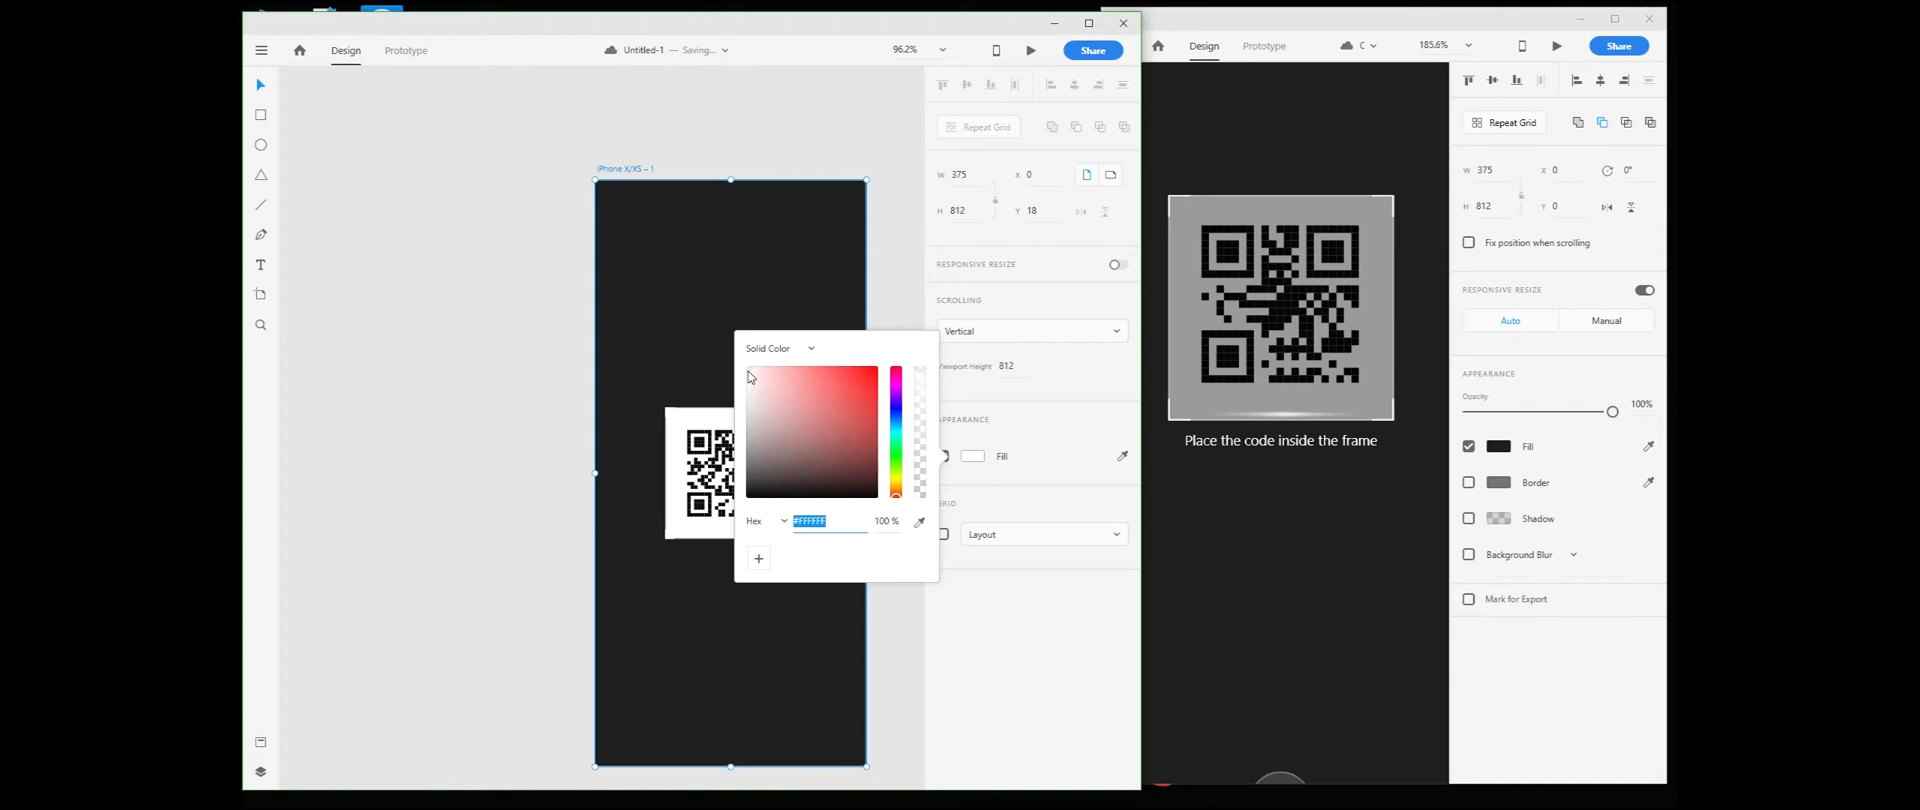 Design
Prototype
Untitled-1 — Saving...
96.2%
Share
Repeat Grid
W 375
X 0
H 812
Y 18
RESPONSIVE RESIZE
SCROLLING
Vertical
Viewport Height 812
APPEARANCE
Fill
GRID
Layout
iPhone X/XS – 1
Solid Color
Hex
#FFFFFF
100 %
Design
Prototype
C
185.6%
Share
Place the code inside the frame
Repeat Grid
W 375
X 0
0°
H 812
Y 0
Fix position when scrolling
RESPONSIVE RESIZE
Auto
Manual
APPEARANCE
Opacity
100%
Fill
Border
Shadow
Background Blur
Mark for Export